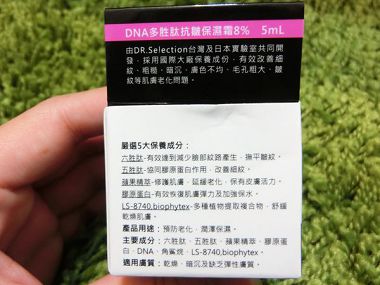 DNA多胜肽抗皺保濕霜8% 5mL
由DR.Selection台灣及日本實驗室共同開
發，採用國際大廠保養成份，有效改善細
紋、粗糙、暗沉、膚色不均、毛孔粗大、皺
紋等肌膚老化問題。
嚴選5大保養成份：
六胜肽-有效達到減少臉部紋路產生、撫平皺紋。
五胜肽-協同膠原蛋白作用，改善細紋。
蘋果精萃-修護肌膚，延緩老化，保有皮膚活力。
膠原蛋白-有效恢復肌膚彈力及加強保水。
LS-8740,biophytex-多種植物提取複合物，舒緩
乾燥肌膚。
產品用途：預防老化、潤澤保濕。
主要成分：六胜肽、五胜肽、蘋果精萃、膠原蛋
白、DNA、角鯊烷、LS-8740,biophytex。
適用膚質：乾燥、暗沉及缺乏彈性膚質。